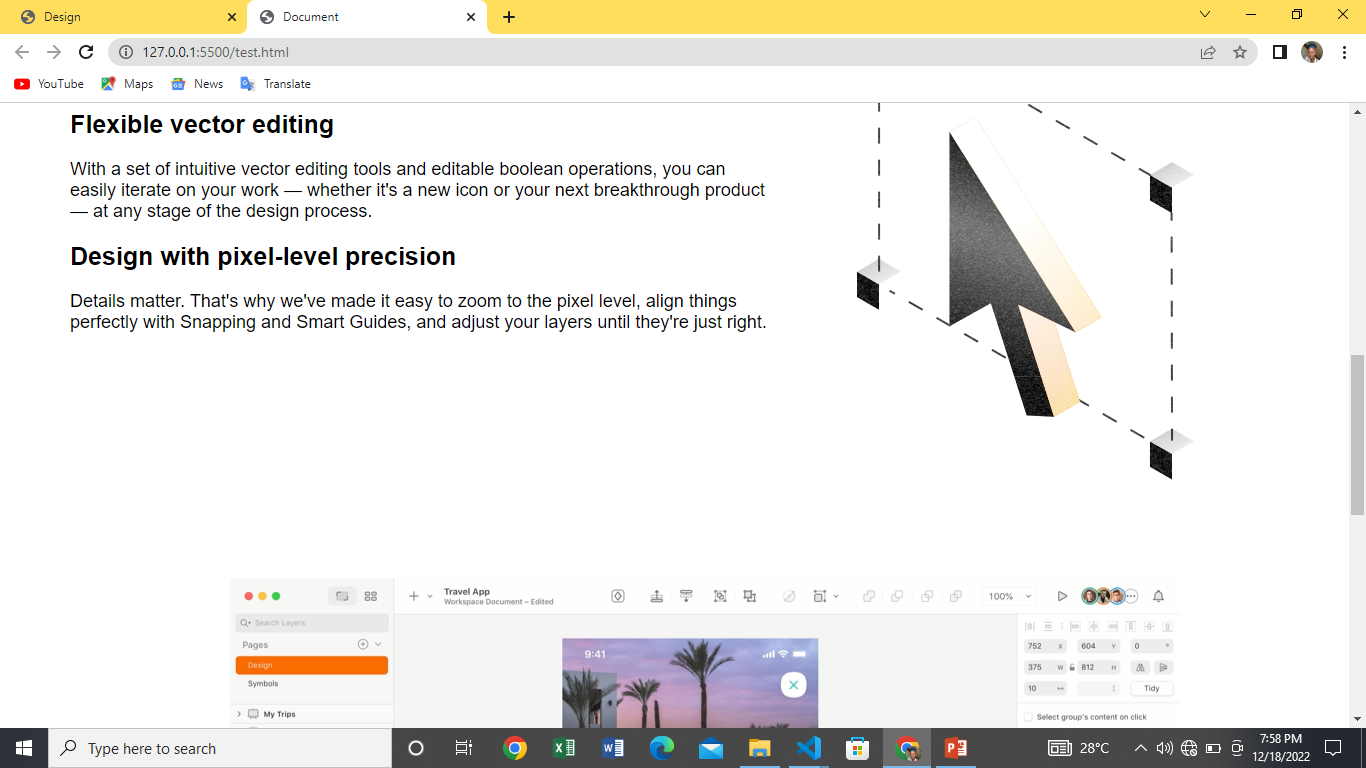 Design
Document
127.0.0.1:5500/test.html
YouTube
Maps
News
Translate
Flexible vector editing
With a set of intuitive vector editing tools and editable boolean operations, you can
easily iterate on your work — whether it's a new icon or your next breakthrough product
— at any stage of the design process.
Design with pixel-level precision
Details matter. That's why we've made it easy to zoom to the pixel level, align things
perfectly with Snapping and Smart Guides, and adjust your layers until they're just right.
Travel App
Workspace Document – Edited
100%
Search Layers
Pages
Design
Symbols
My Trips
9:41
752 X 604 Y 0 °
375 W 812 H
10 Tidy
Select group's content on click
Type here to search
28°C
7:58 PM
12/18/2022